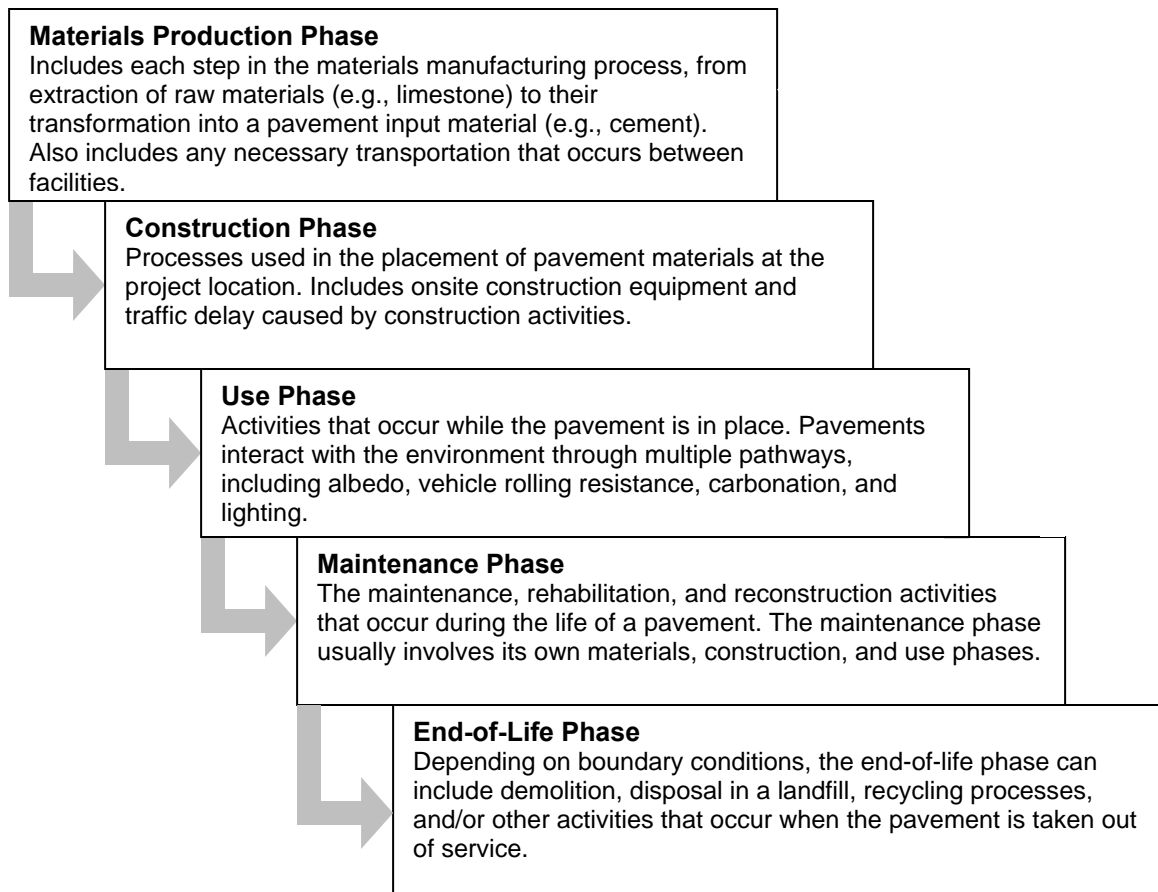 Materials Production Phase
Includes each step in the materials manufacturing process, from
extraction of raw materials (e.g., limestone) to their
transformation into a pavement input material (e.g., cement).
Also includes any necessary transportation that occurs between
facilities.
Construction Phase
Processes used in the placement of pavement materials at the
project location. Includes onsite construction equipment and
traffic delay caused by construction activities.
Use Phase
Activities that occur while the pavement is in place. Pavements
interact with the environment through multiple pathways,
including albedo, vehicle rolling resistance, carbonation, and
lighting.
Maintenance Phase
The maintenance, rehabilitation, and reconstruction activities
that occur during the life of a pavement. The maintenance phase
usually involves its own materials, construction, and use phases.
End-of-Life Phase
Depending on boundary conditions, the end-of-life phase can
include demolition, disposal in a landfill, recycling processes,
and/or other activities that occur when the pavement is taken out
of service.